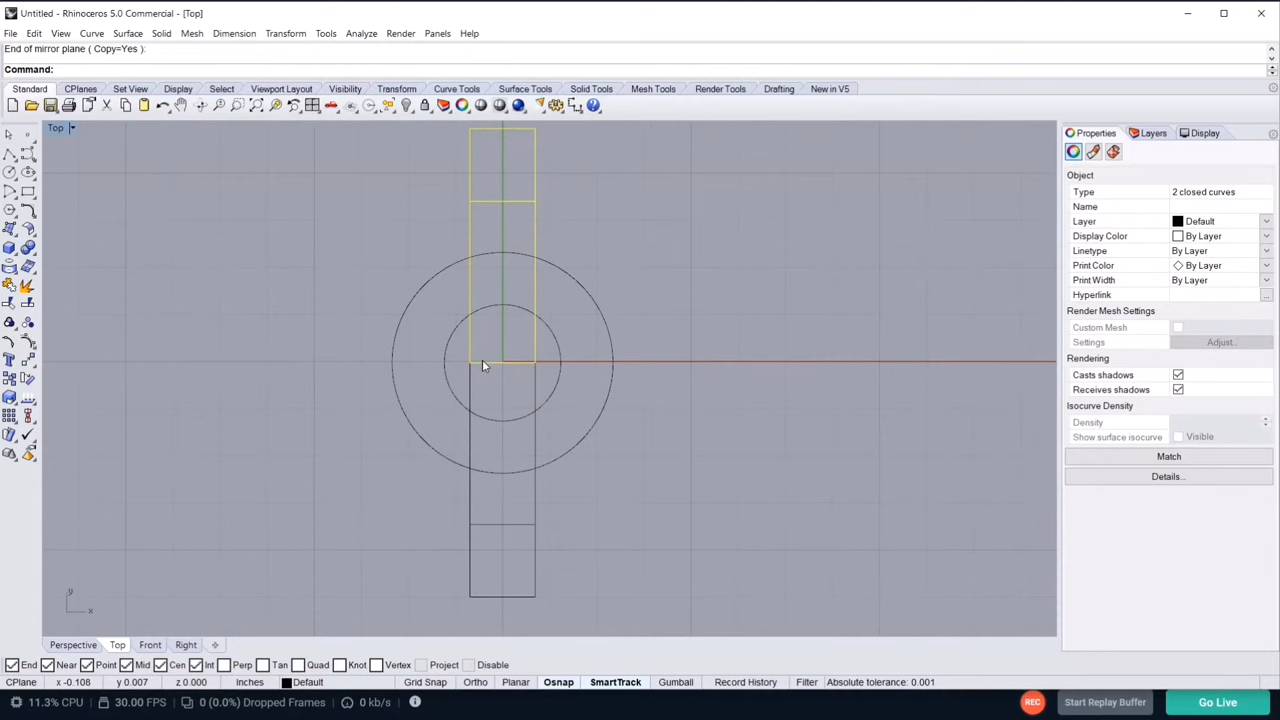 Untitled - Rhinoceros 5.0 Commercial - [Top]
File Edit View Curve Surface Solid Mesh Dimension Transform Tools Analyze Render Panels Help
End of mirror plane ( Copy=Yes ):
Command:
Standard CPlanes Set View Display Select Viewport Layout Visibility Transform Curve Tools Surface Tools Solid Tools Mesh Tools Render Tools Drafting New in V5
Top
Properties Layers Display
Object
Type 2 closed curves
Name
Layer Default
Display Color By Layer
Linetype By Layer
Print Color By Layer
Print Width By Layer
Hyperlink ...
Render Mesh Settings
Custom Mesh
Settings Adjust...
Rendering
Casts shadows
Receives shadows
Isocurve Density
Density
Show surface isocurve Visible
Match
Details...
y
x
Perspective Top Front Right
End Near Point Mid Cen Int Perp Tan Quad Knot Vertex Project Disable
CPlane x -0.108 y 0.007 z 0.000 Inches Default Grid Snap Ortho Planar Osnap SmartTrack Gumball Record History Filter Absolute tolerance: 0.001
11.3% CPU 30.00 FPS 0 (0.0%) Dropped Frames 0 kb/s REC Start Replay Buffer Go Live